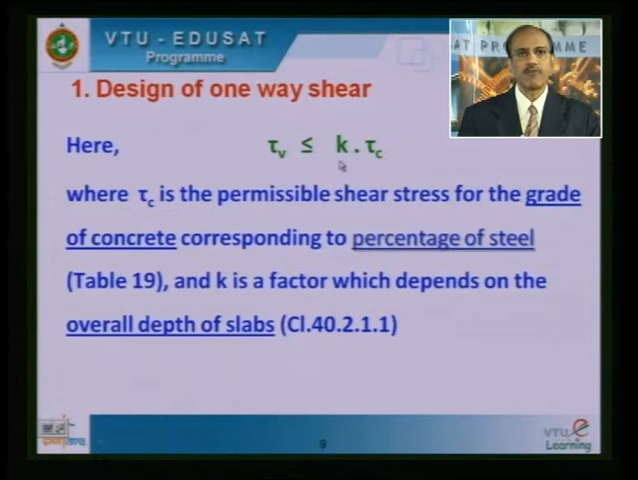 VTU - EDUSAT
Programme
AT PROGRAMME
1. Design of one way shear
Here, τv ≤ k . τc
where τc is the permissible shear stress for the grade
of concrete corresponding to percentage of steel
(Table 19), and k is a factor which depends on the
overall depth of slabs (Cl.40.2.1.1)
9
VTU e
Learning